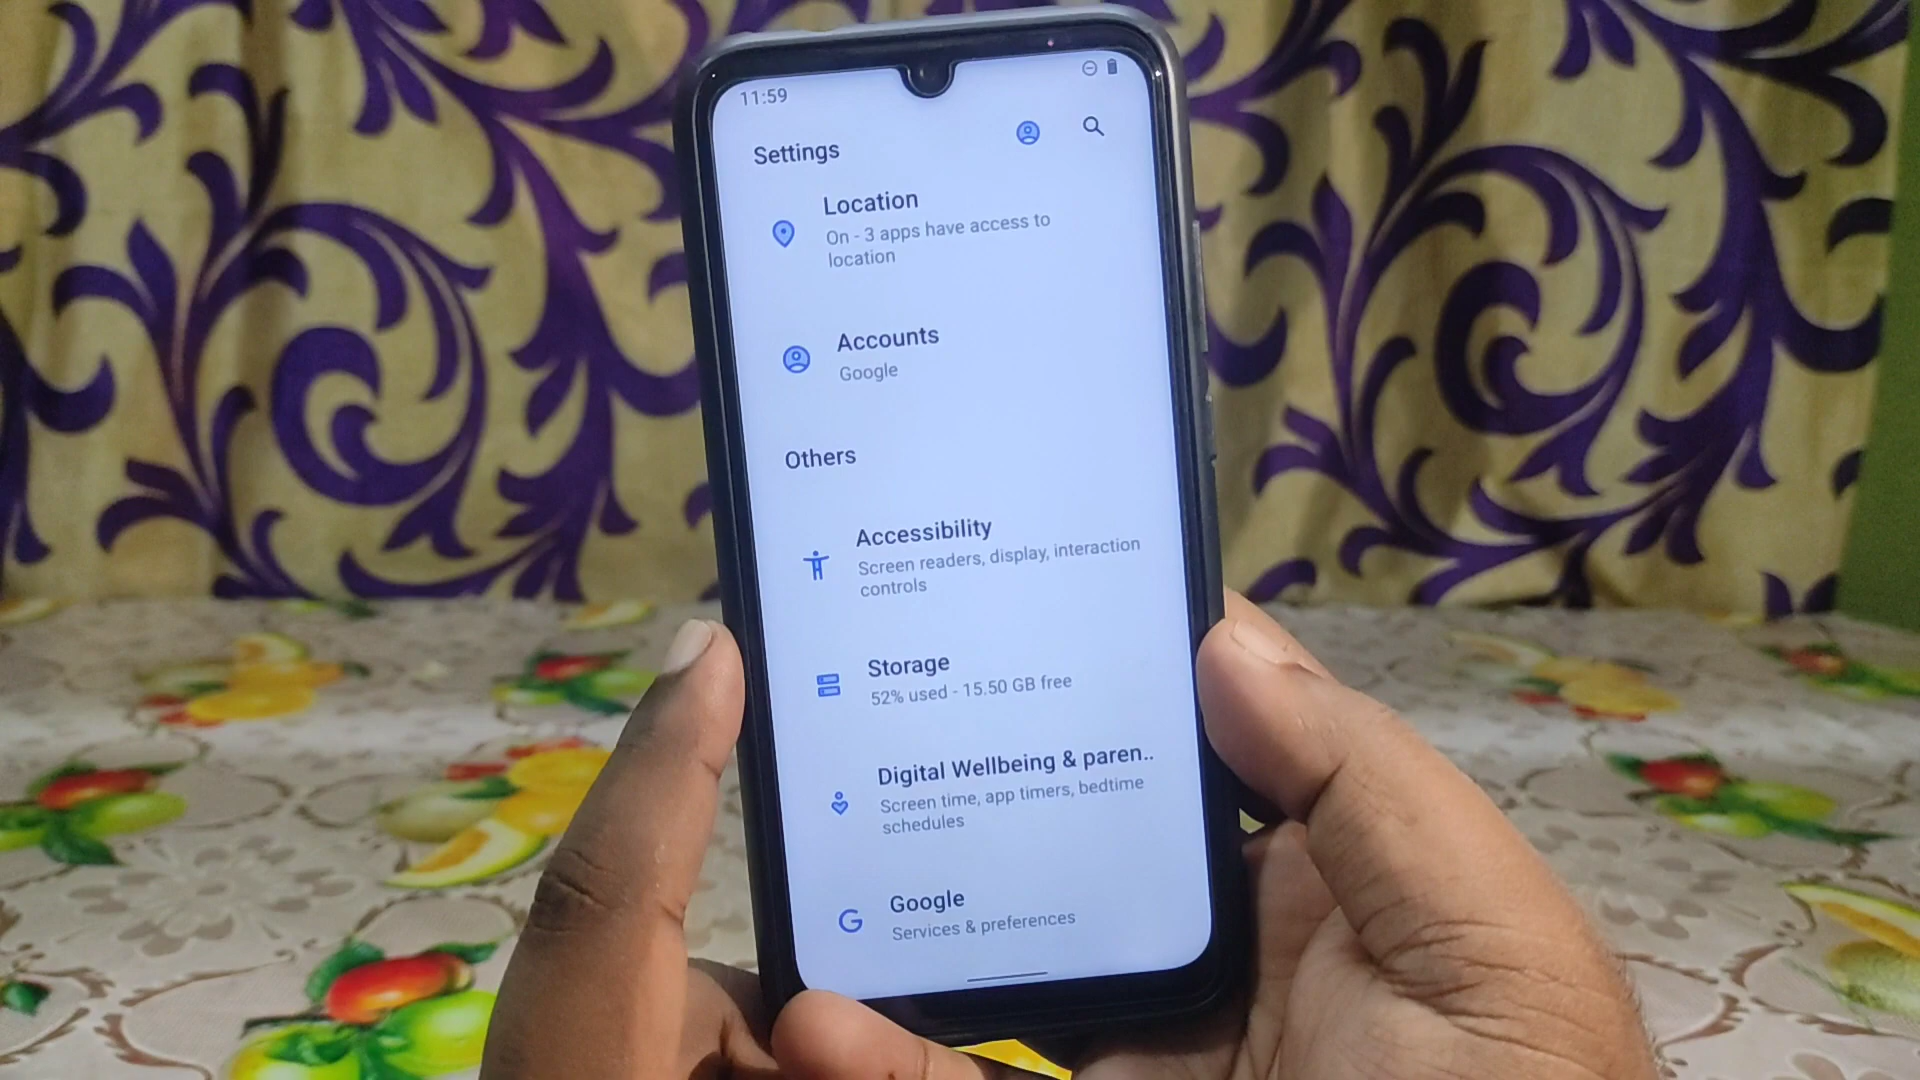 11:59
Settings
Location
On - 3 apps have access to
location
Accounts
Google
Others
Accessibility
Screen readers, display, interaction
controls
Storage
52% used - 15.50 GB free
Digital Wellbeing & paren..
Screen time, app timers, bedtime
schedules
Google
Services & preferences